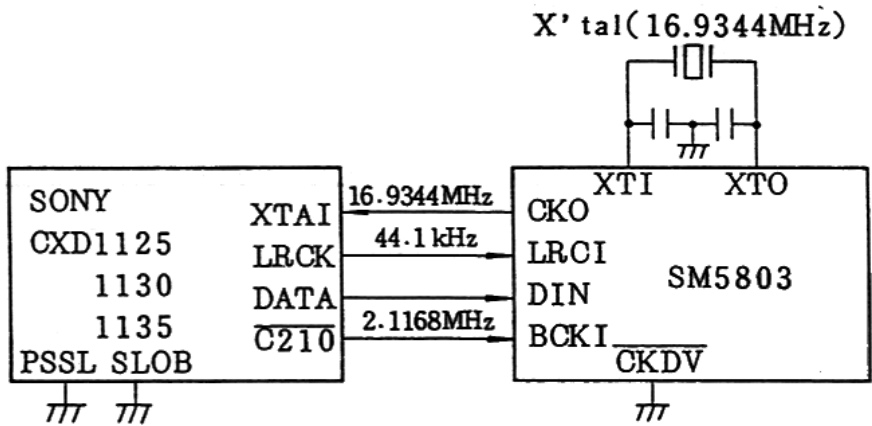 X'tal(16.9344MHz)
XTI XTO
SONY
CXD1125
1130
1135
PSSL SLOB
XTAI
LRCK
DATA
C210
16.9344MHz
44.1kHz
2.1168MHz
CKO
LRCI
DIN
BCKI
CKDV
SM5803